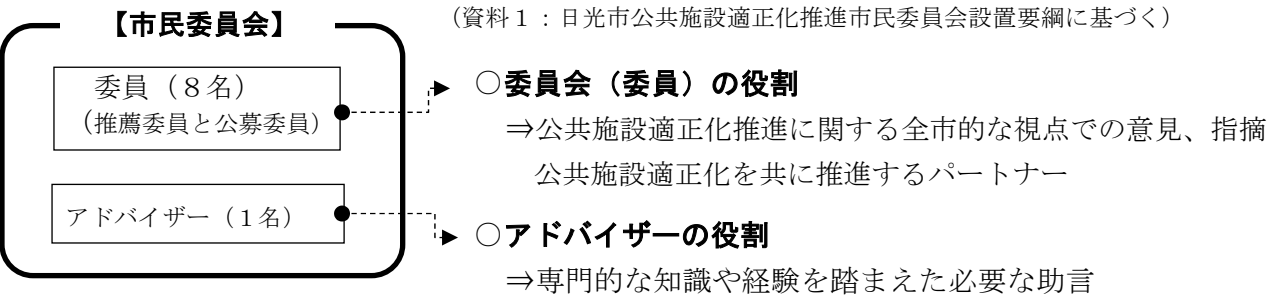 【市民委員会】
（資料１：日光市公共施設適正化推進市民委員会設置要綱に基づく）
委員（８名）
（推薦委員と公募委員）
○委員会（委員）の役割
⇒公共施設適正化推進に関する全市的な視点での意見、指摘
公共施設適正化を共に推進するパートナー
アドバイザー（１名）
○アドバイザーの役割
⇒専門的な知識や経験を踏まえた必要な助言